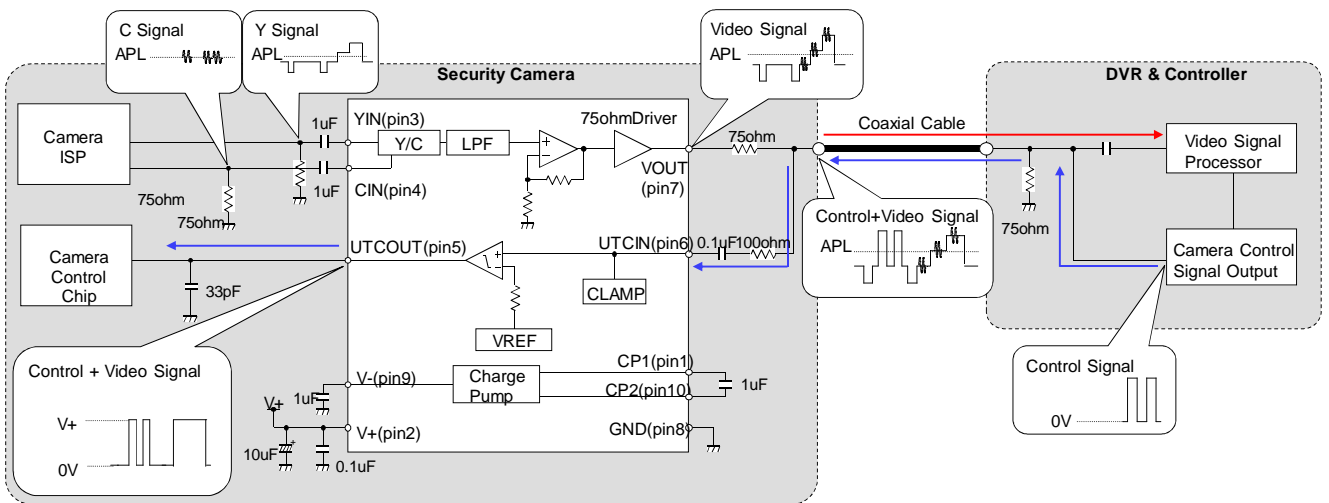 C Signal
APL
Y Signal
APL
Video Signal
APL
Security Camera
DVR & Controller
Camera
ISP
1uF
YIN(pin3)
Y/C
LPF
75ohmDriver
75ohm
Coaxial Cable
Video Signal
Processor
VOUT
(pin7)
1uF
CIN(pin4)
75ohm
75ohm
75ohm
Control+Video Signal
APL
UTCOUT(pin5)
UTCIN(pin6)
0.1uF
100ohm
Camera
Control
Chip
33pF
CLAMP
VREF
Camera Control
Signal Output
Control + Video Signal
V+
0V
V-(pin9)
1uF
Charge
Pump
CP1(pin1)
CP2(pin10)
1uF
V+
V+(pin2)
GND(pin8)
10uF
+
0.1uF
Control Signal
0V